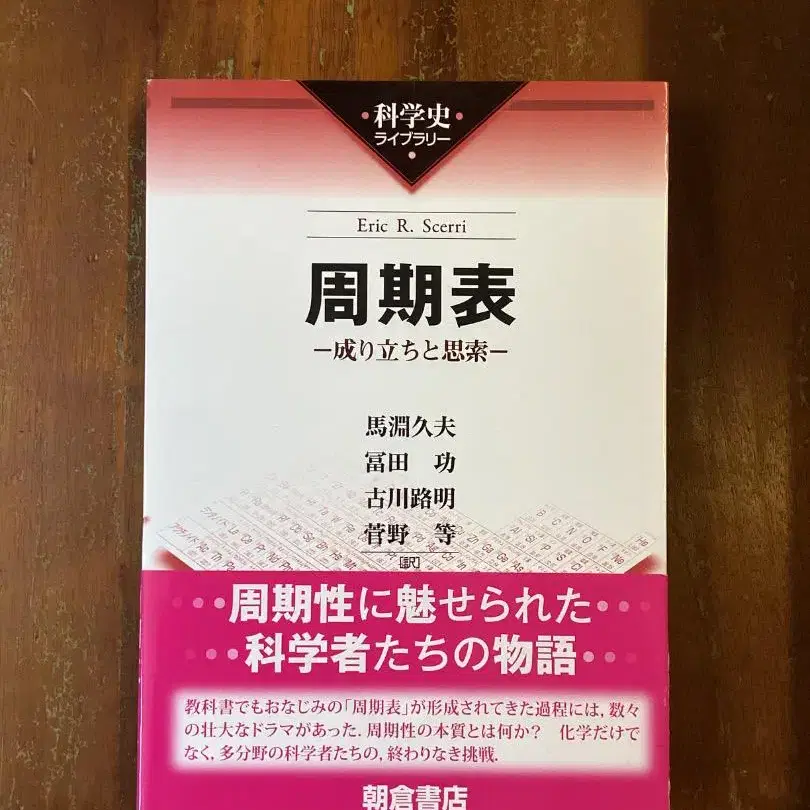 ・科学史・
ライブラリー
Eric R. Scerri
周期表
−成り立ちと思索−
馬淵久夫
冨田 功
古川路明
菅野 等
[訳]
周期性に魅せられた
科学者たちの物語
教科書でもおなじみの「周期表」が形成されてきた過程には, 数々
の壮大なドラマがあった. 周期性の本質とは何か? 化学だけで
なく, 多分野の科学者たちの, 終わりなき挑戦.
朝倉書店